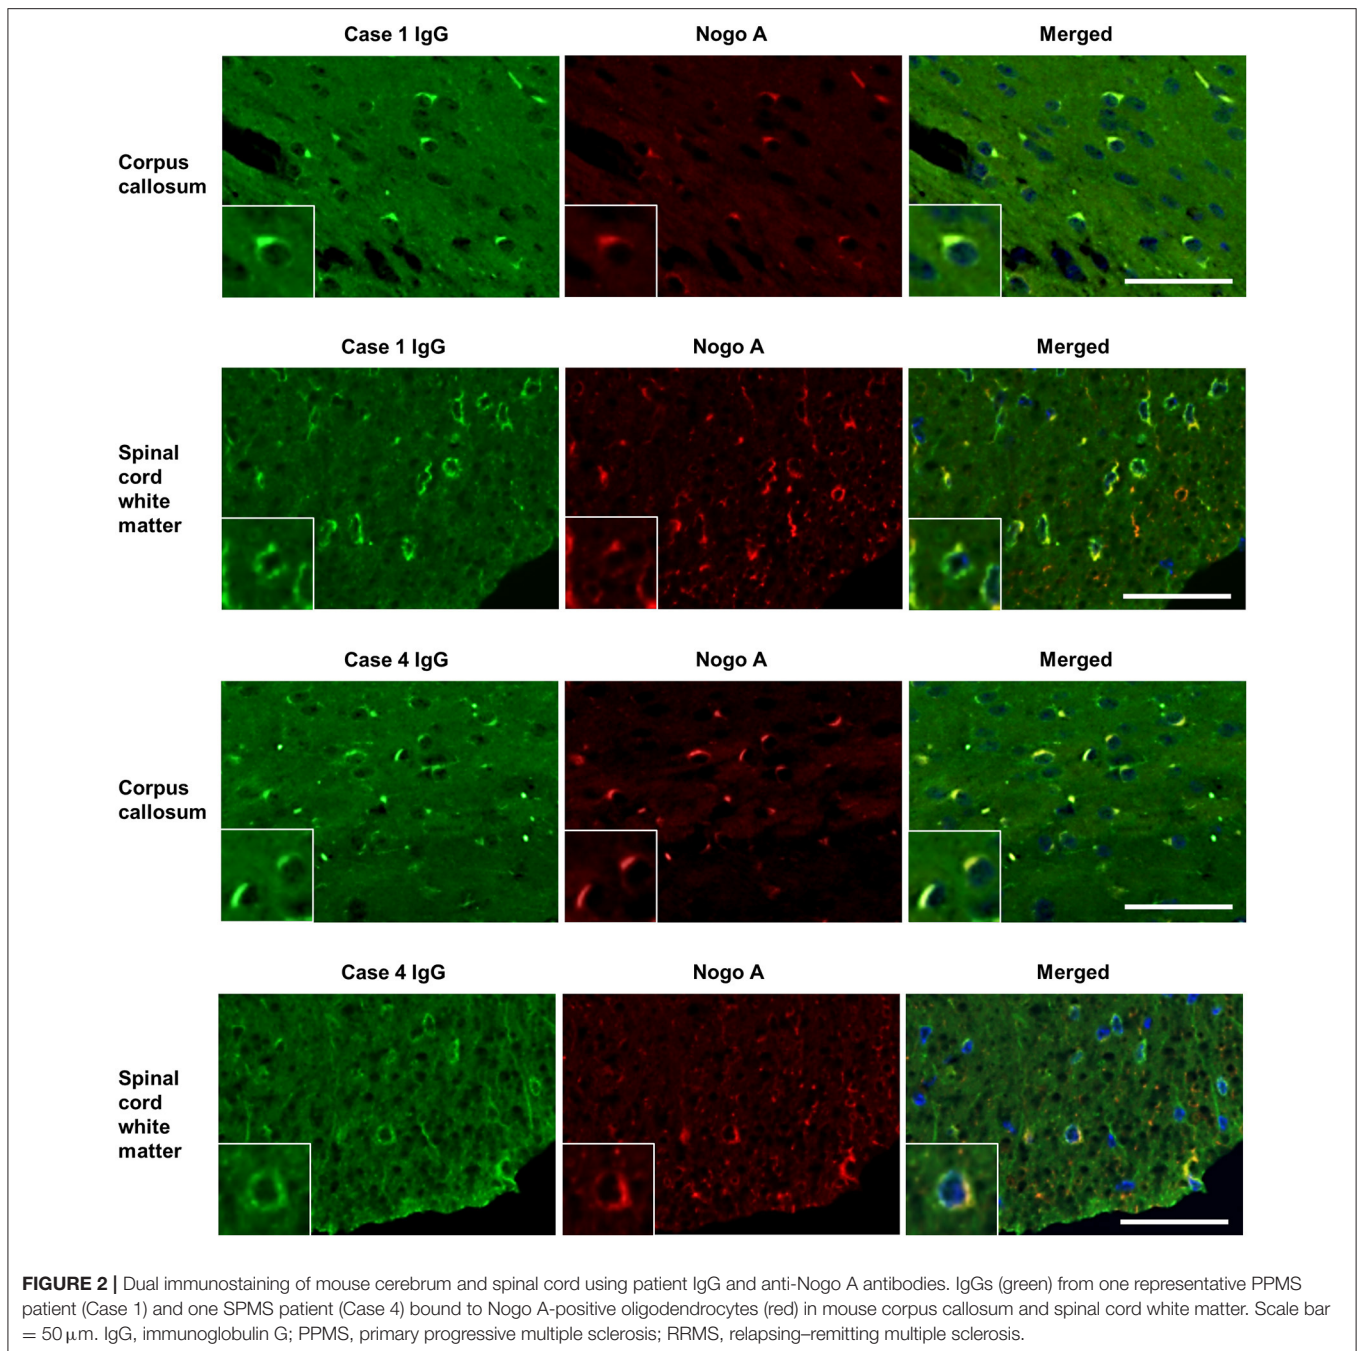 Case 1 IgG Nogo A Merged
Corpus
callosum
Case 1 IgG Nogo A Merged
Spinal
cord
white
matter
Case 4 IgG Nogo A Merged
Corpus
callosum
Case 4 IgG Nogo A Merged
Spinal
cord
white
matter
FIGURE 2 | Dual immunostaining of mouse cerebrum and spinal cord using patient IgG and anti-Nogo A antibodies. IgGs (green) from one representative PPMS
patient (Case 1) and one SPMS patient (Case 4) bound to Nogo A-positive oligodendrocytes (red) in mouse corpus callosum and spinal cord white matter. Scale bar
= 50 μm. IgG, immunoglobulin G; PPMS, primary progressive multiple sclerosis; RRMS, relapsing–remitting multiple sclerosis.